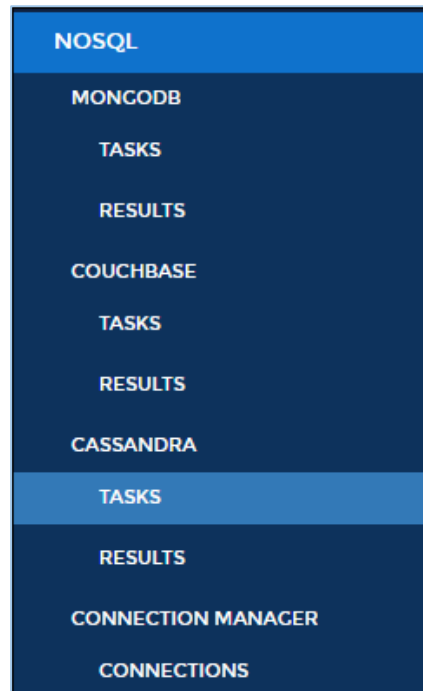 NOSQL
MONGODB
TASKS
RESULTS
COUCHBASE
TASKS
RESULTS
CASSANDRA
TASKS
RESULTS
CONNECTION MANAGER
CONNECTIONS